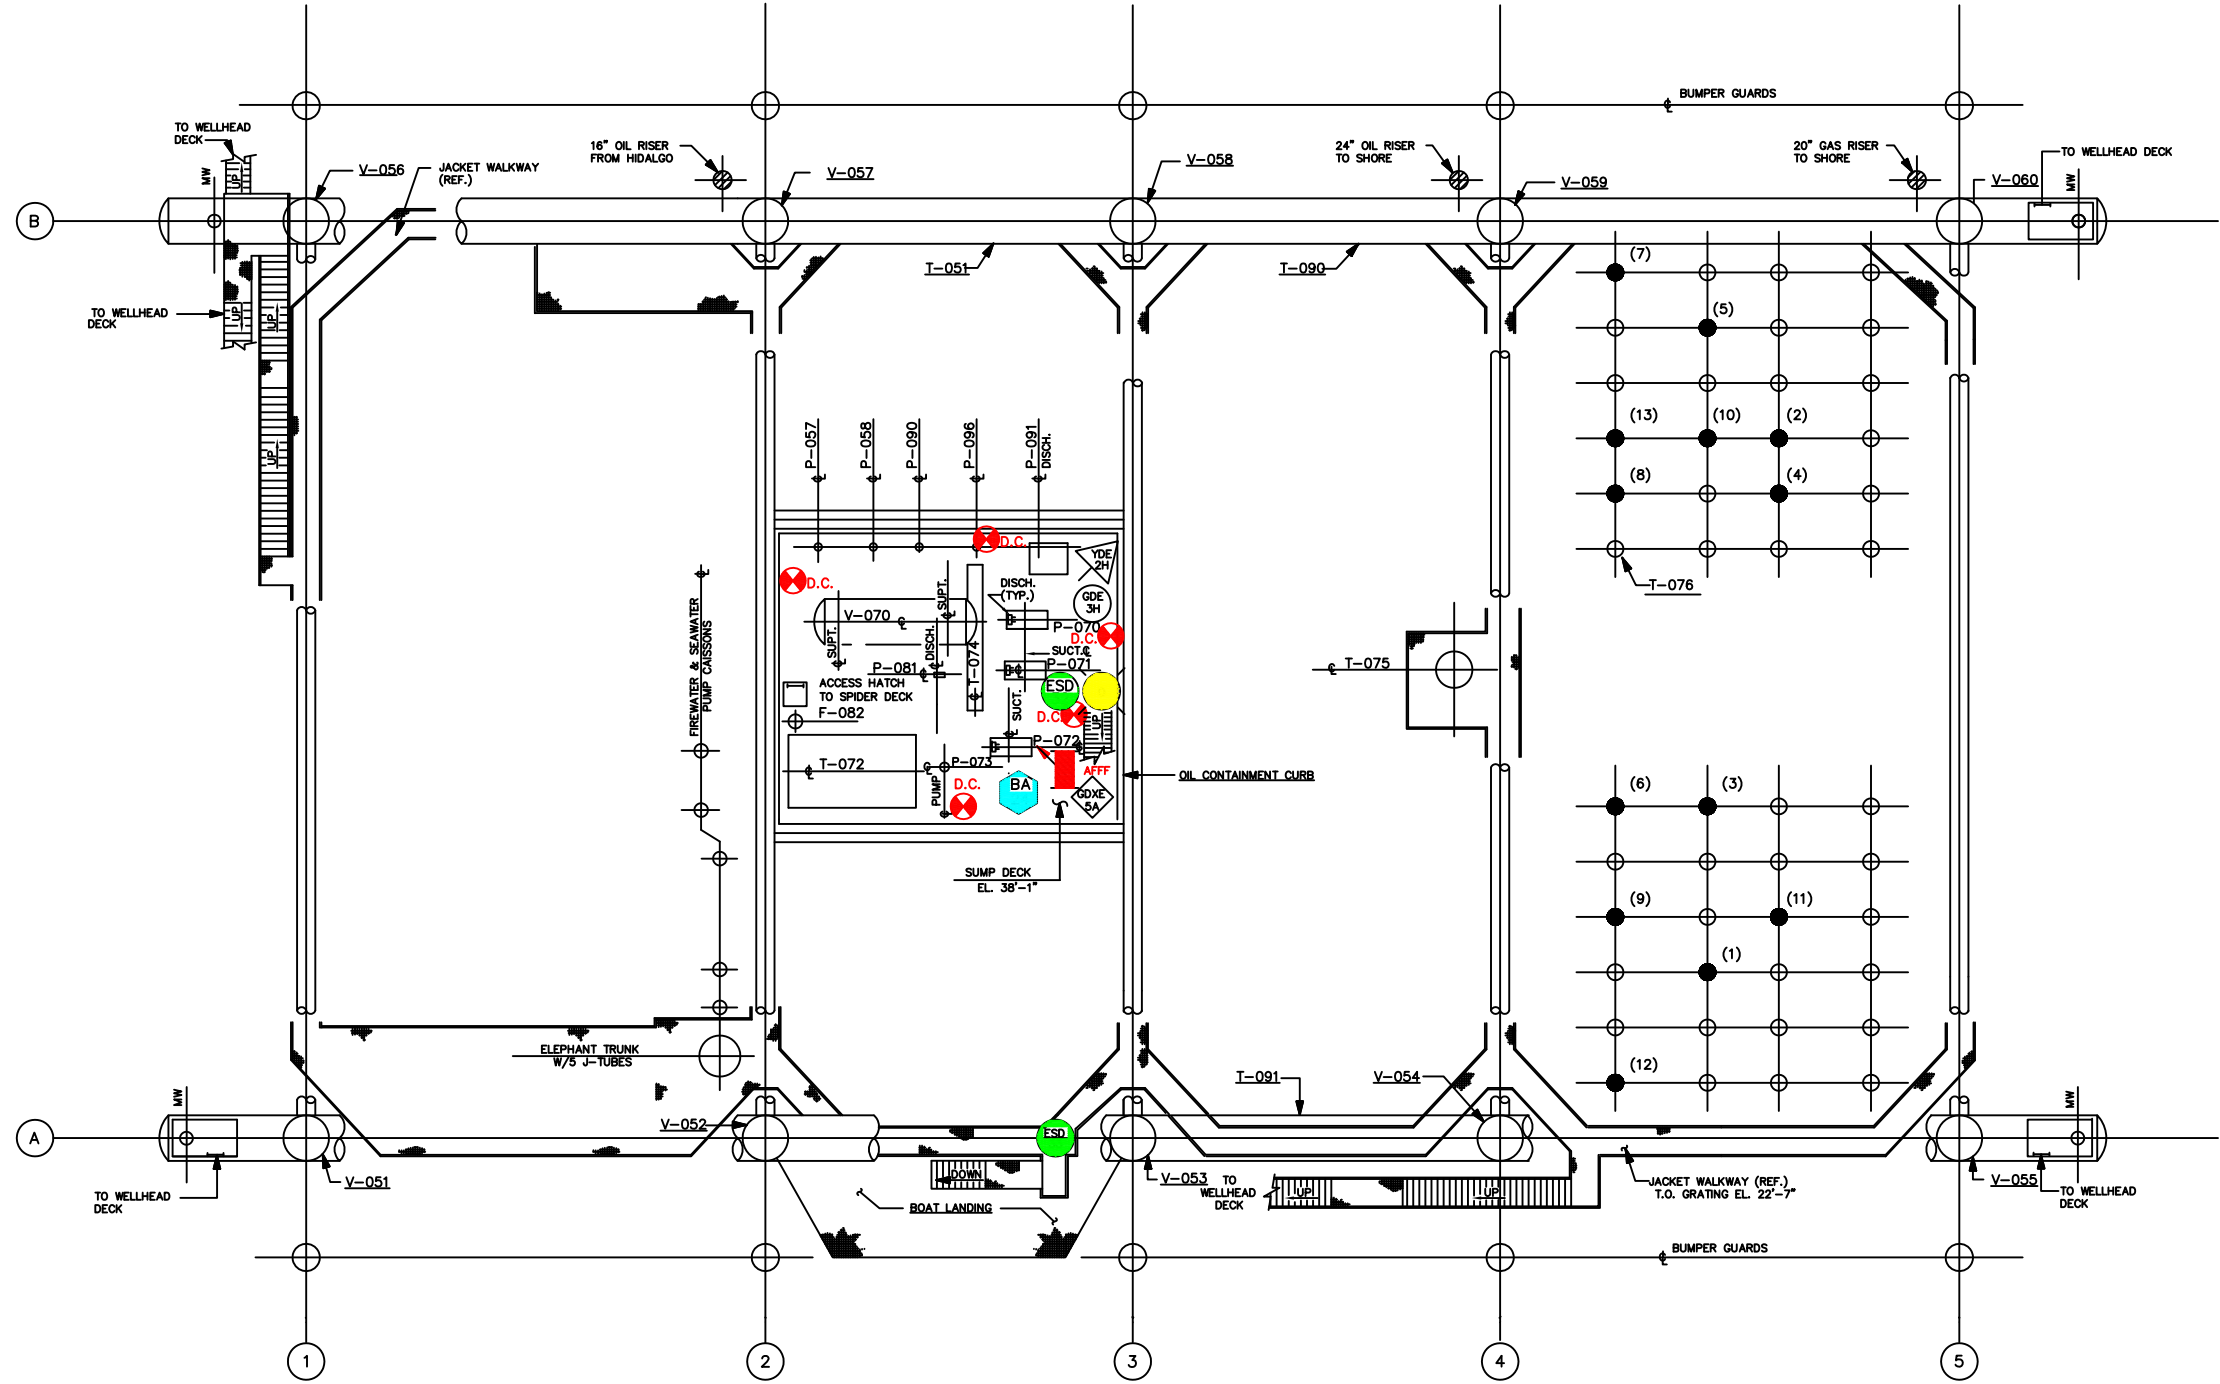 BUMPER GUARDS
TO WELLHEAD
DECK
16" OIL RISER
FROM HIDALGO
24" OIL RISER
TO SHORE
20" GAS RISER
TO SHORE
TO WELLHEAD DECK
V-056
JACKET WALKWAY
(REF.)
V-057
V-058
V-059
V-060
MW
MW
UP
B
T-051
T-090
(7)
TO WELLHEAD
DECK
UP
UP
(5)
UP
(13)
(10)
(2)
(8)
(4)
P-057
P-058
P-090
P-096
P-091
DISCH.
D.C.
YDE
2H
D.C.
DISCH.
(TYP.)
SUPT.
GDE
3H
T-076
V-070
P-070
D.C.
SUPT.
DISCH.
T-074
SUCT.
P-071
P-081
T-075
ACCESS HATCH
TO SPIDER DECK
ESD
FIREWATER & SEAWATER
PUMP CAISSONS
F-082
SUCT.
D.C.
UP
P-072
T-072
P-073
AFFF
OIL CONTAINMENT CURB
PUMP
D.C.
BA
GDXE
5A
(6)
(3)
SUMP DECK
EL. 38'-1"
(9)
(11)
(1)
ELEPHANT TRUNK
W/5 J-TUBES
(12)
T-091
V-054
MW
MW
V-052
ESD
A
DOWN
TO WELLHEAD
DECK
V-051
BOAT LANDING
V-053
TO
WELLHEAD
DECK
UP
UP
JACKET WALKWAY (REF.)
T.O. GRATING EL. 22'-7"
V-055
TO WELLHEAD
DECK
BUMPER GUARDS
1
2
3
4
5